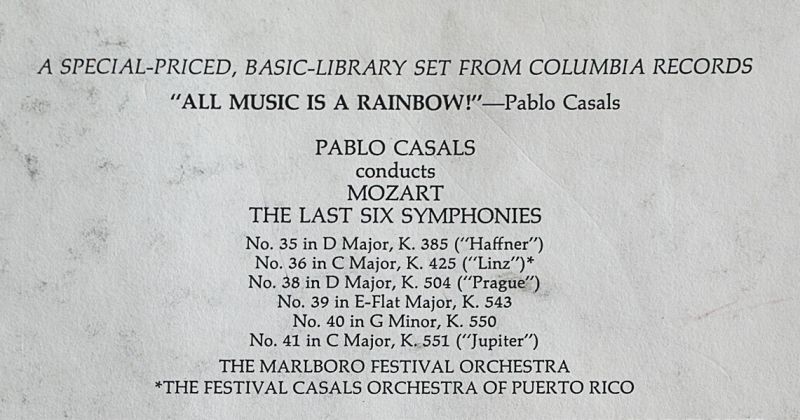 A SPECIAL-PRICED, BASIC-LIBRARY SET FROM COLUMBIA RECORDS
"ALL MUSIC IS A RAINBOW!"—Pablo Casals
PABLO CASALS
conducts
MOZART
THE LAST SIX SYMPHONIES
No. 35 in D Major, K. 385 ("Haffner")
No. 36 in C Major, K. 425 ("Linz")*
No. 38 in D Major, K. 504 ("Prague")
No. 39 in E-Flat Major, K. 543
No. 40 in G Minor, K. 550
No. 41 in C Major, K. 551 ("Jupiter")
THE MARLBORO FESTIVAL ORCHESTRA
*THE FESTIVAL CASALS ORCHESTRA OF PUERTO RICO